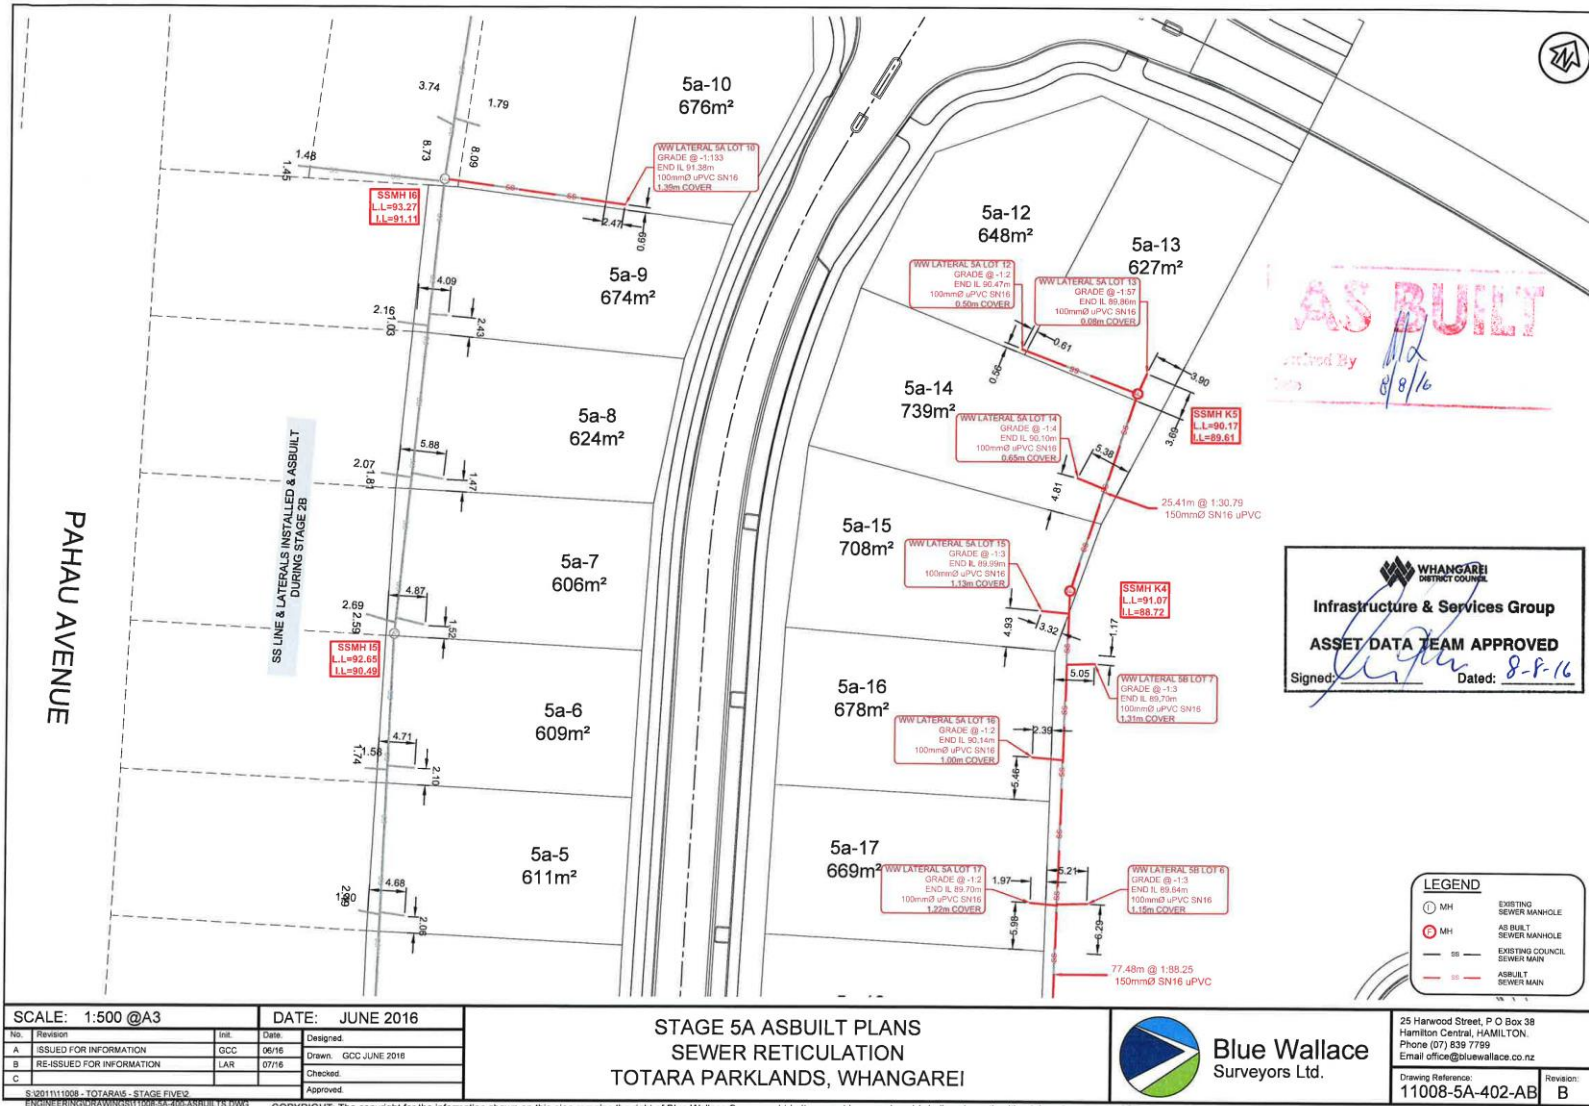 3.74
1.79
8.73
8.09
1.48
1.45
5a-10
676m²
WW LATERAL 5A LOT 10
GRADE @ -1:133
END IL 91.38m
100mmØ uPVC SN16
1.39m COVER
SSMH I6
L.L=93.27
I.L=91.11
2.47
0.69
5a-9
674m²
4.09
2.16
1.03
2.43
5a-8
624m²
5.88
2.07
1.81
1.47
SS LINE & LATERALS INSTALLED & ASBUILT
DURING STAGE 2B
PAHAU AVENUE
5a-7
606m²
4.87
2.69
2.59
1.52
SSMH I5
L.L=92.65
I.L=90.49
5a-6
609m²
4.71
1.58
1.74
2.10
5a-5
611m²
4.68
2.08
5a-12
648m²
5a-13
627m²
WW LATERAL 5A LOT 12
GRADE @ -1:2
END IL 90.47m
100mmØ uPVC SN16
0.50m COVER
WW LATERAL 5A LOT 13
GRADE @ -1:57
END IL 89.86m
100mmØ uPVC SN16
0.08m COVER
0.61
0.56
3.90
3.69
SSMH K5
L.L=90.17
I.L=89.61
5a-14
739m²
WW LATERAL 5A LOT 14
GRADE @ -1:4
END IL 90.10m
100mmØ uPVC SN16
0.65m COVER
5.38
4.81
25.41m @ 1:30.79
150mmØ SN16 uPVC
5a-15
708m²
WW LATERAL 5A LOT 15
GRADE @ -1:3
END IL 89.99m
100mmØ uPVC SN16
1.13m COVER
SSMH K4
L.L=91.07
I.L=88.72
4.93
3.32
1.17
5.05
5a-16
678m²
WW LATERAL 5B LOT 7
GRADE @ -1:3
END IL 89.70m
100mmØ uPVC SN16
1.31m COVER
WW LATERAL 5A LOT 16
GRADE @ -1:2
END IL 90.14m
100mmØ uPVC SN16
1.00m COVER
2.39
5.46
5a-17
669m²
WW LATERAL 5A LOT 17
GRADE @ -1:2
END IL 89.70m
100mmØ uPVC SN16
1.22m COVER
1.97
5.21
WW LATERAL 5B LOT 6
GRADE @ -1:3
END IL 89.64m
100mmØ uPVC SN16
1.15m COVER
5.98
6.29
77.48m @ 1:88.25
150mmØ SN16 uPVC
AS BUILT
By
8/8/16
WHANGAREI
DISTRICT COUNCIL
Infrastructure & Services Group
ASSET DATA TEAM APPROVED
Signed: Dated: 8-8-16
LEGEND
MH EXISTING SEWER MANHOLE
MH AS BUILT SEWER MANHOLE
SS EXISTING COUNCIL SEWER MAIN
SS ASBUILT SEWER MAIN
SCALE: 1:500 @A3
DATE: JUNE 2016
No. Revision Init. Date.
A ISSUED FOR INFORMATION GCC 06/16
B RE-ISSUED FOR INFORMATION LAR 07/16
C
Designed.
Drawn. GCC JUNE 2016
Checked.
Approved.
S:\2011\11008 - TOTARA\5 - STAGE FIVE\2.
ENGINEERING\DRAWINGS\11008-5A-400-ASBUILTS.DWG
STAGE 5A ASBUILT PLANS
SEWER RETICULATION
TOTARA PARKLANDS, WHANGAREI
Blue Wallace
Surveyors Ltd.
25 Harwood Street, P O Box 38
Hamilton Central, HAMILTON.
Phone (07) 839 7799
Email office@bluewallace.co.nz
Drawing Reference:
11008-5A-402-AB
Revision:
B